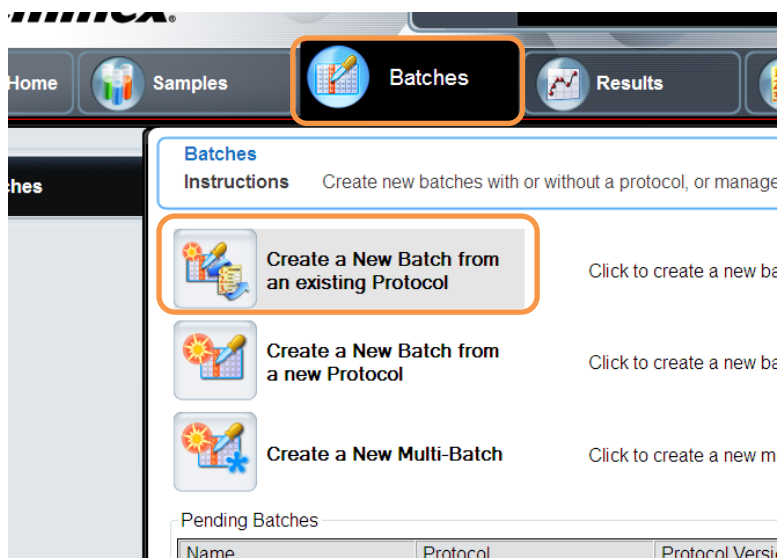 Home
Samples
Batches
Results
Batches
Instructions Create new batches with or without a protocol, or manage
Create a New Batch from
an existing Protocol
Click to create a new ba
Create a New Batch from
a new Protocol
Click to create a new ba
Create a New Multi-Batch
Click to create a new m
Pending Batches
Name Protocol Protocol Versi